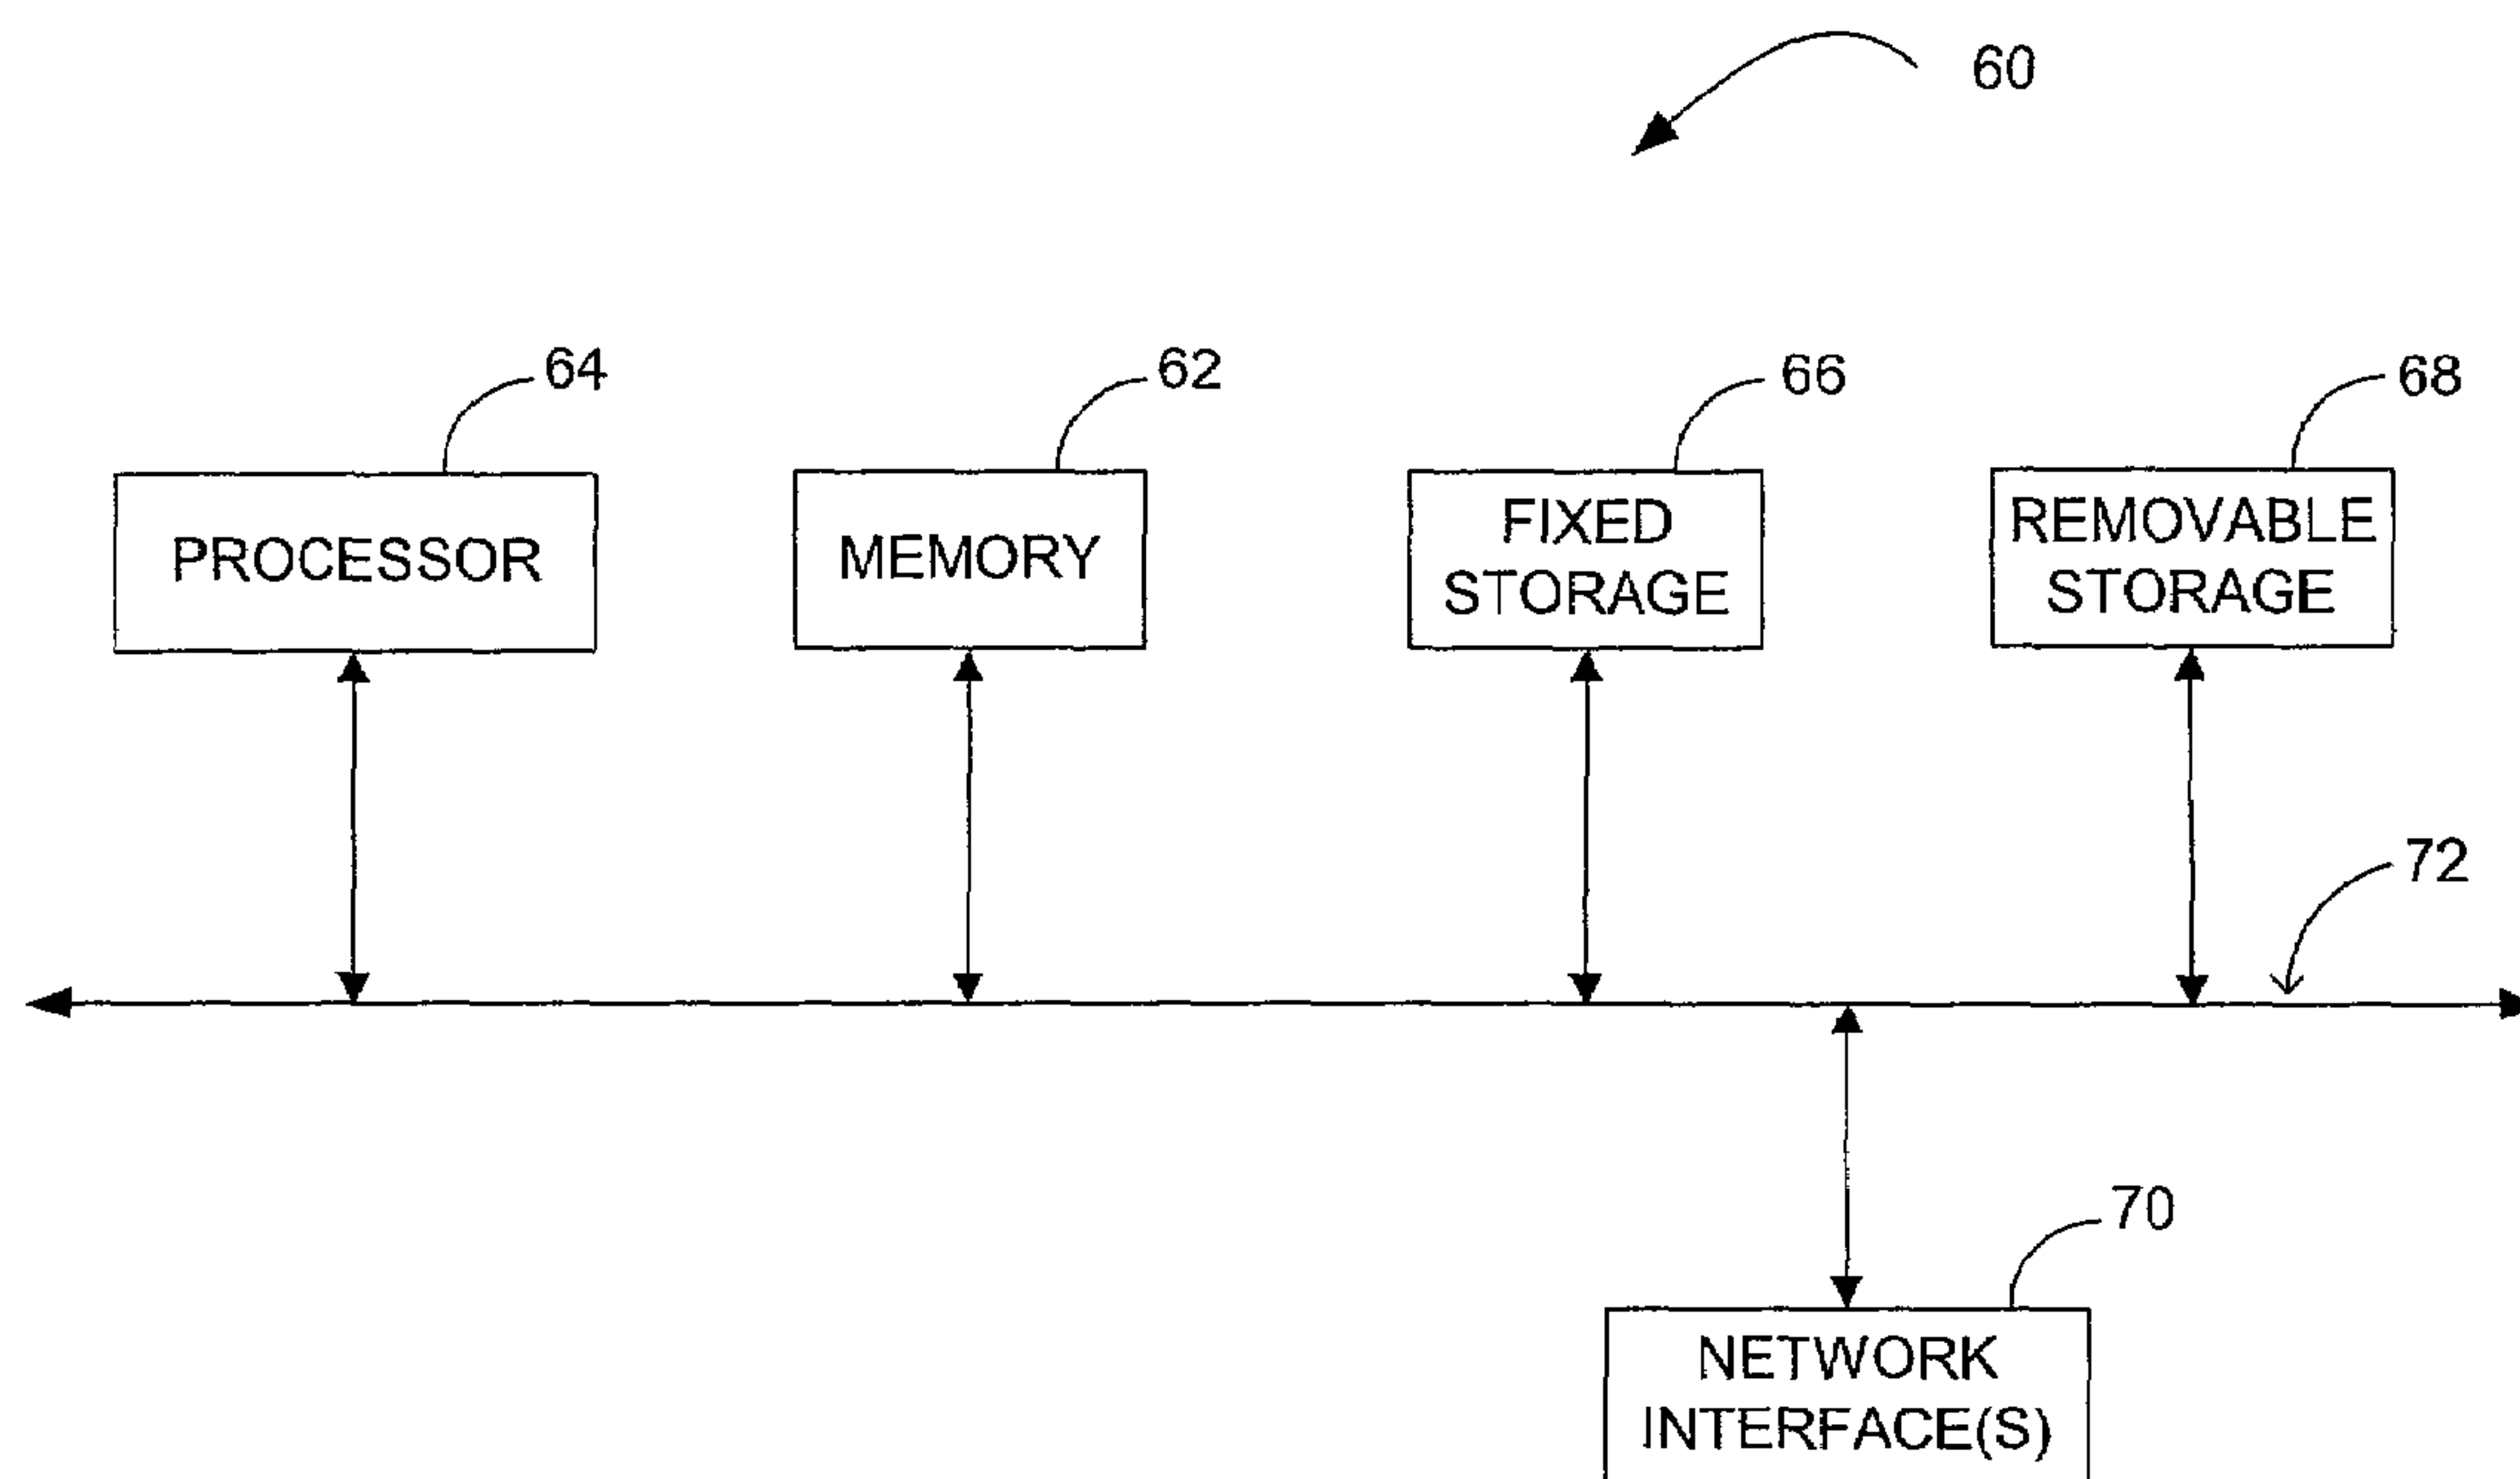 60
64
62
66
68
PROCESSOR
MEMORY
FIXED
STORAGE
REMOVABLE
STORAGE
72
70
NETWORK
INTERFACE(S)